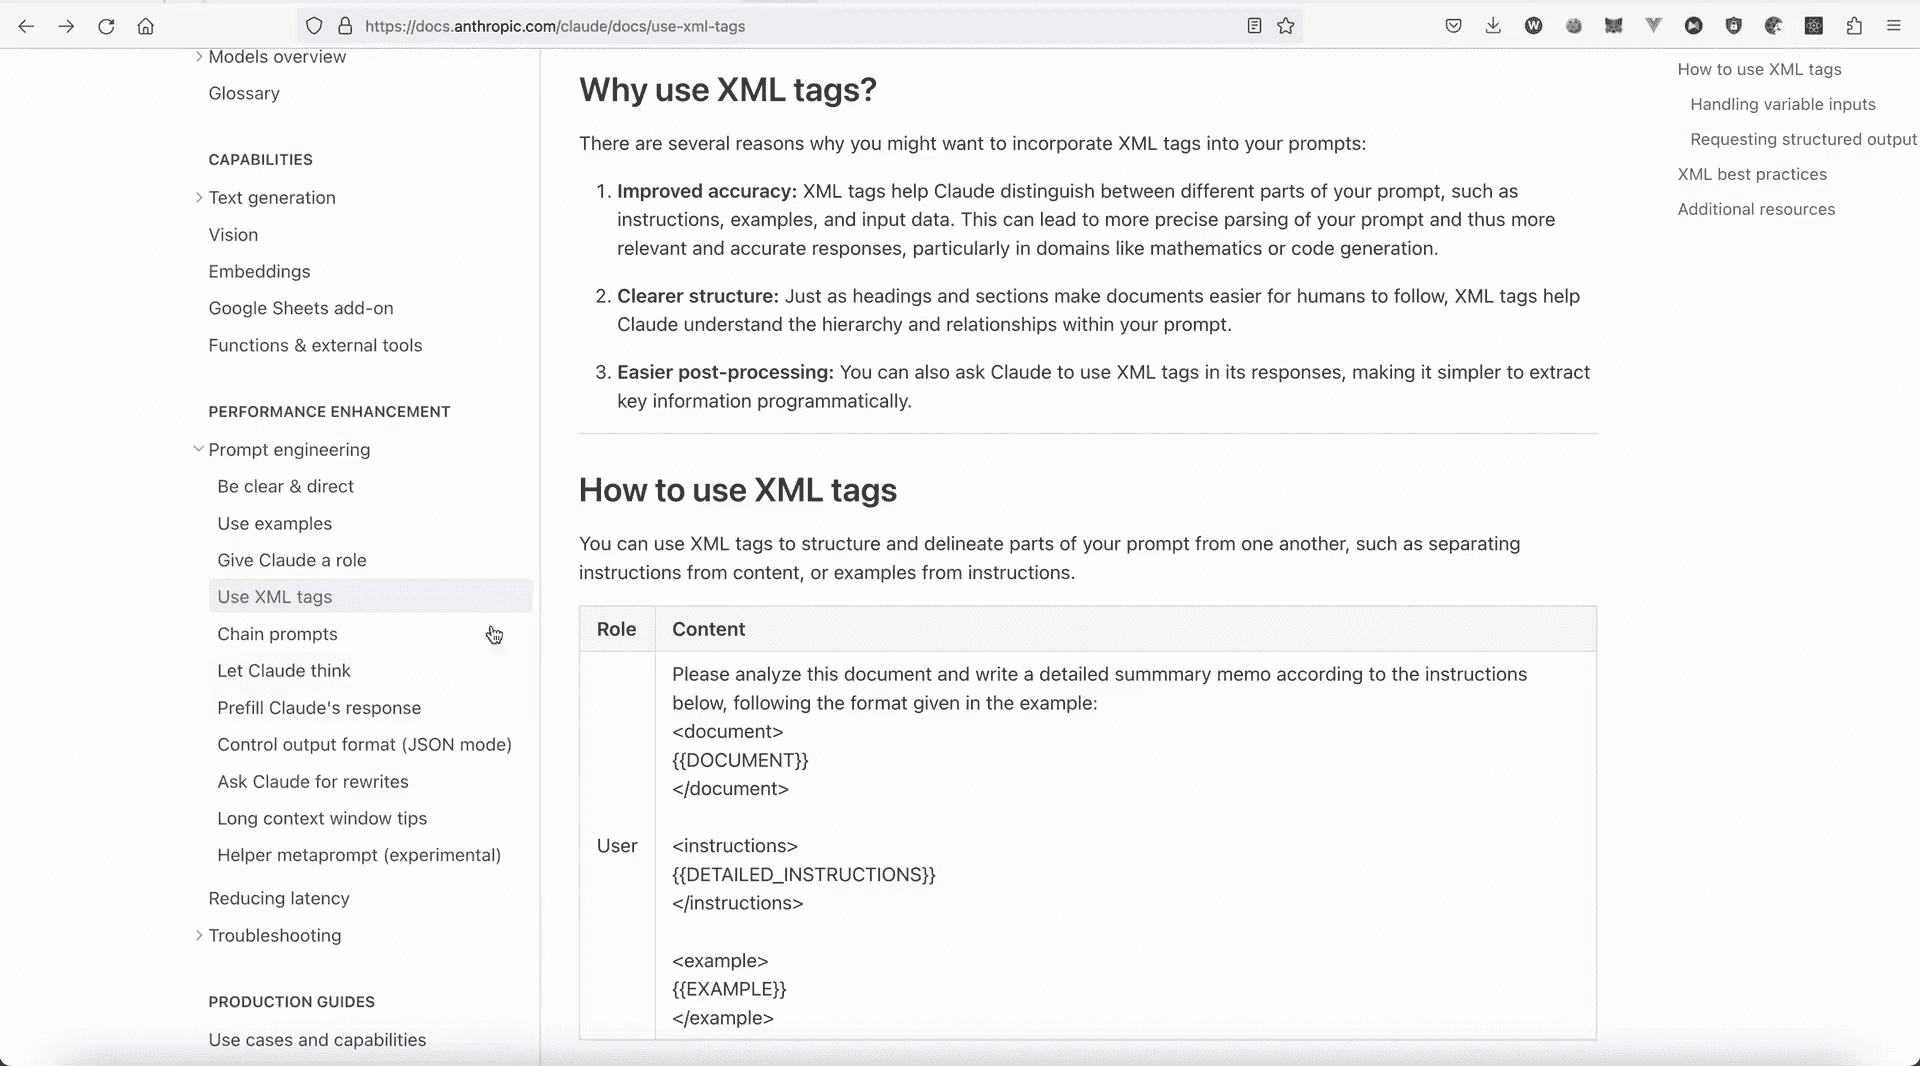 https://docs.anthropic.com/claude/docs/use-xml-tags
Models overview
Glossary
CAPABILITIES
Text generation
Vision
Embeddings
Google Sheets add-on
Functions & external tools
PERFORMANCE ENHANCEMENT
Prompt engineering
Be clear & direct
Use examples
Give Claude a role
Use XML tags
Chain prompts
Let Claude think
Prefill Claude's response
Control output format (JSON mode)
Ask Claude for rewrites
Long context window tips
Helper metaprompt (experimental)
Reducing latency
Troubleshooting
PRODUCTION GUIDES
Use cases and capabilities
Why use XML tags?
There are several reasons why you might want to incorporate XML tags into your prompts:
1. Improved accuracy: XML tags help Claude distinguish between different parts of your prompt, such as
instructions, examples, and input data. This can lead to more precise parsing of your prompt and thus more
relevant and accurate responses, particularly in domains like mathematics or code generation.
2. Clearer structure: Just as headings and sections make documents easier for humans to follow, XML tags help
Claude understand the hierarchy and relationships within your prompt.
3. Easier post-processing: You can also ask Claude to use XML tags in its responses, making it simpler to extract
key information programmatically.
How to use XML tags
You can use XML tags to structure and delineate parts of your prompt from one another, such as separating
instructions from content, or examples from instructions.
Role Content
User
Please analyze this document and write a detailed summmary memo according to the instructions
below, following the format given in the example:
<document>
{{DOCUMENT}}
</document>
<instructions>
{{DETAILED_INSTRUCTIONS}}
</instructions>
<example>
{{EXAMPLE}}
</example>
How to use XML tags
Handling variable inputs
Requesting structured output
XML best practices
Additional resources